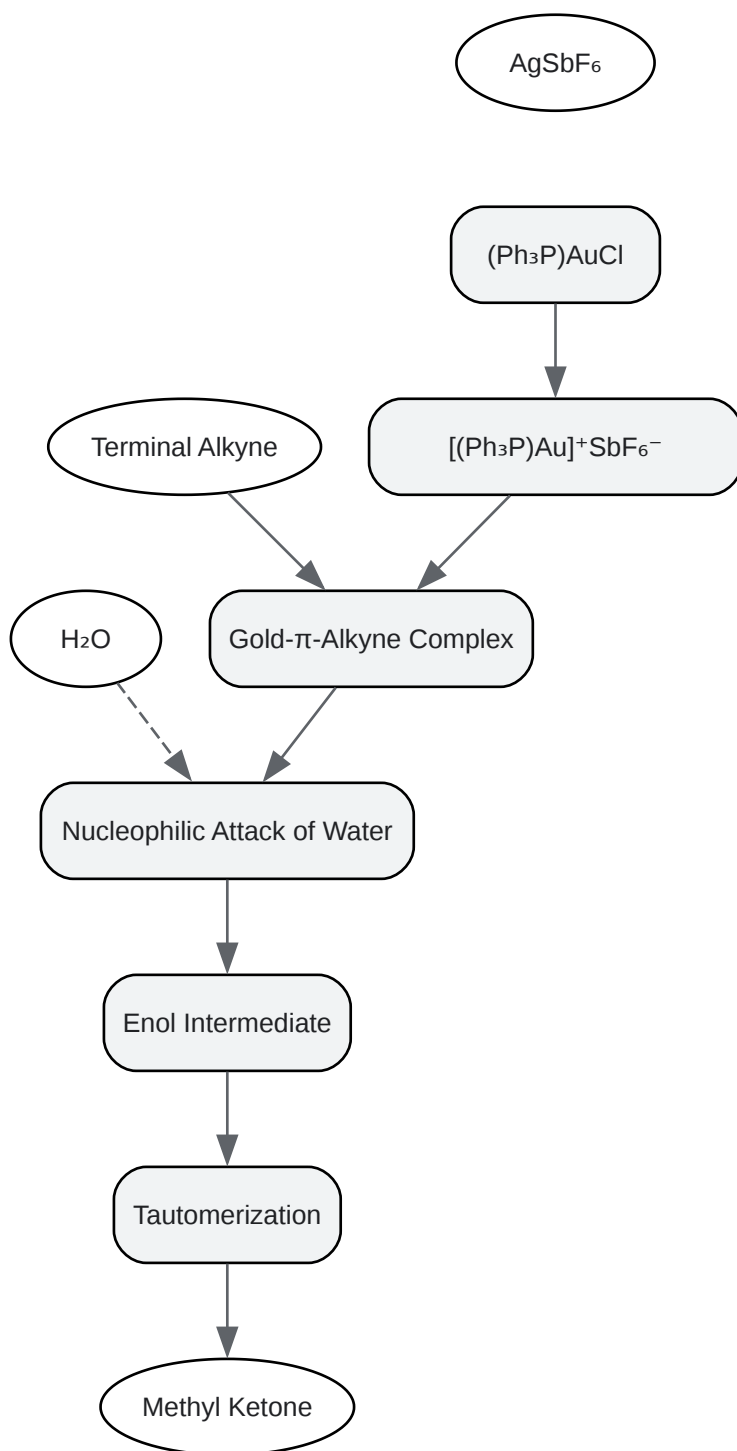 AgSbF₆
(Ph₃P)AuCl
Terminal Alkyne
[(Ph₃P)Au]⁺SbF₆⁻
H₂O
Gold-π-Alkyne Complex
Nucleophilic Attack of Water
Enol Intermediate
Tautomerization
Methyl Ketone